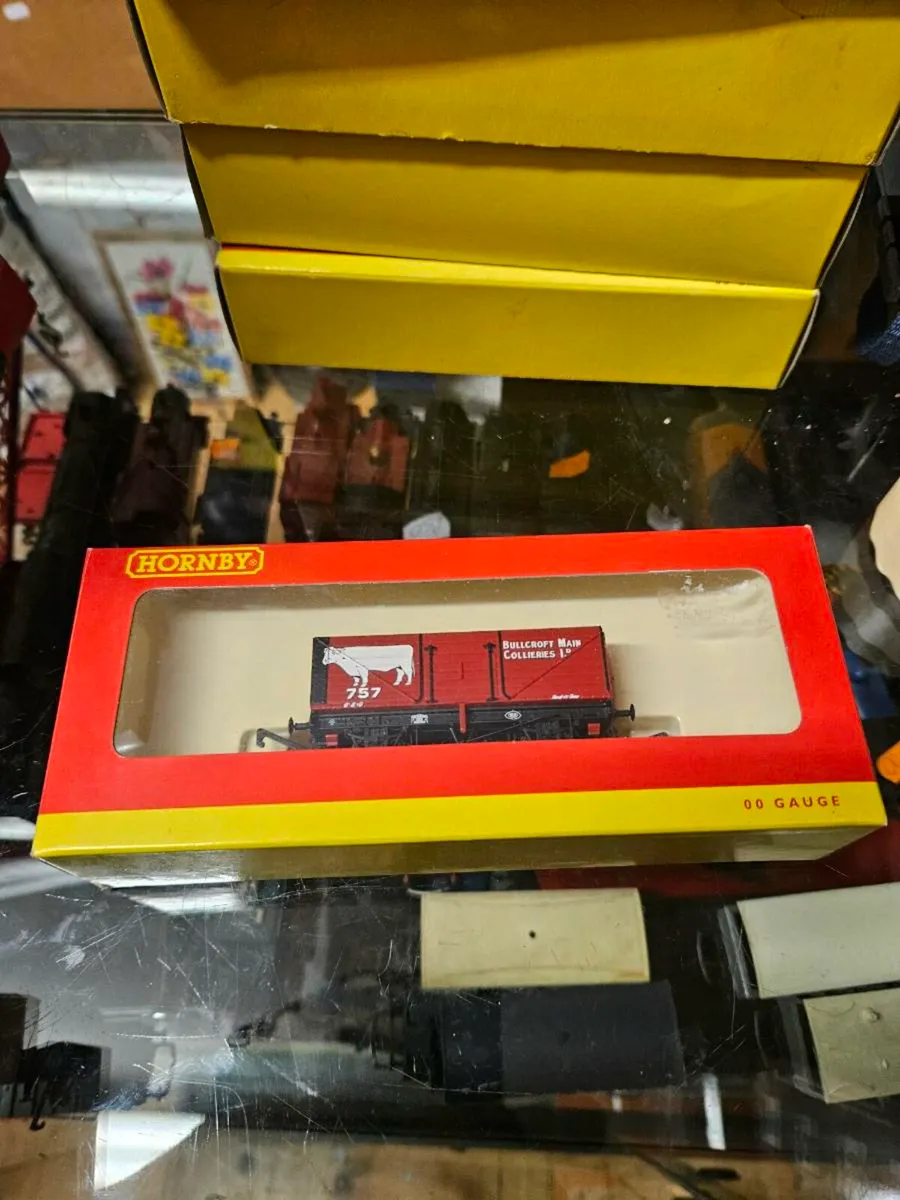 HORNBY®
BULLCROFT MAIN
COLLIERIES Lᴰ
757
00 GAUGE